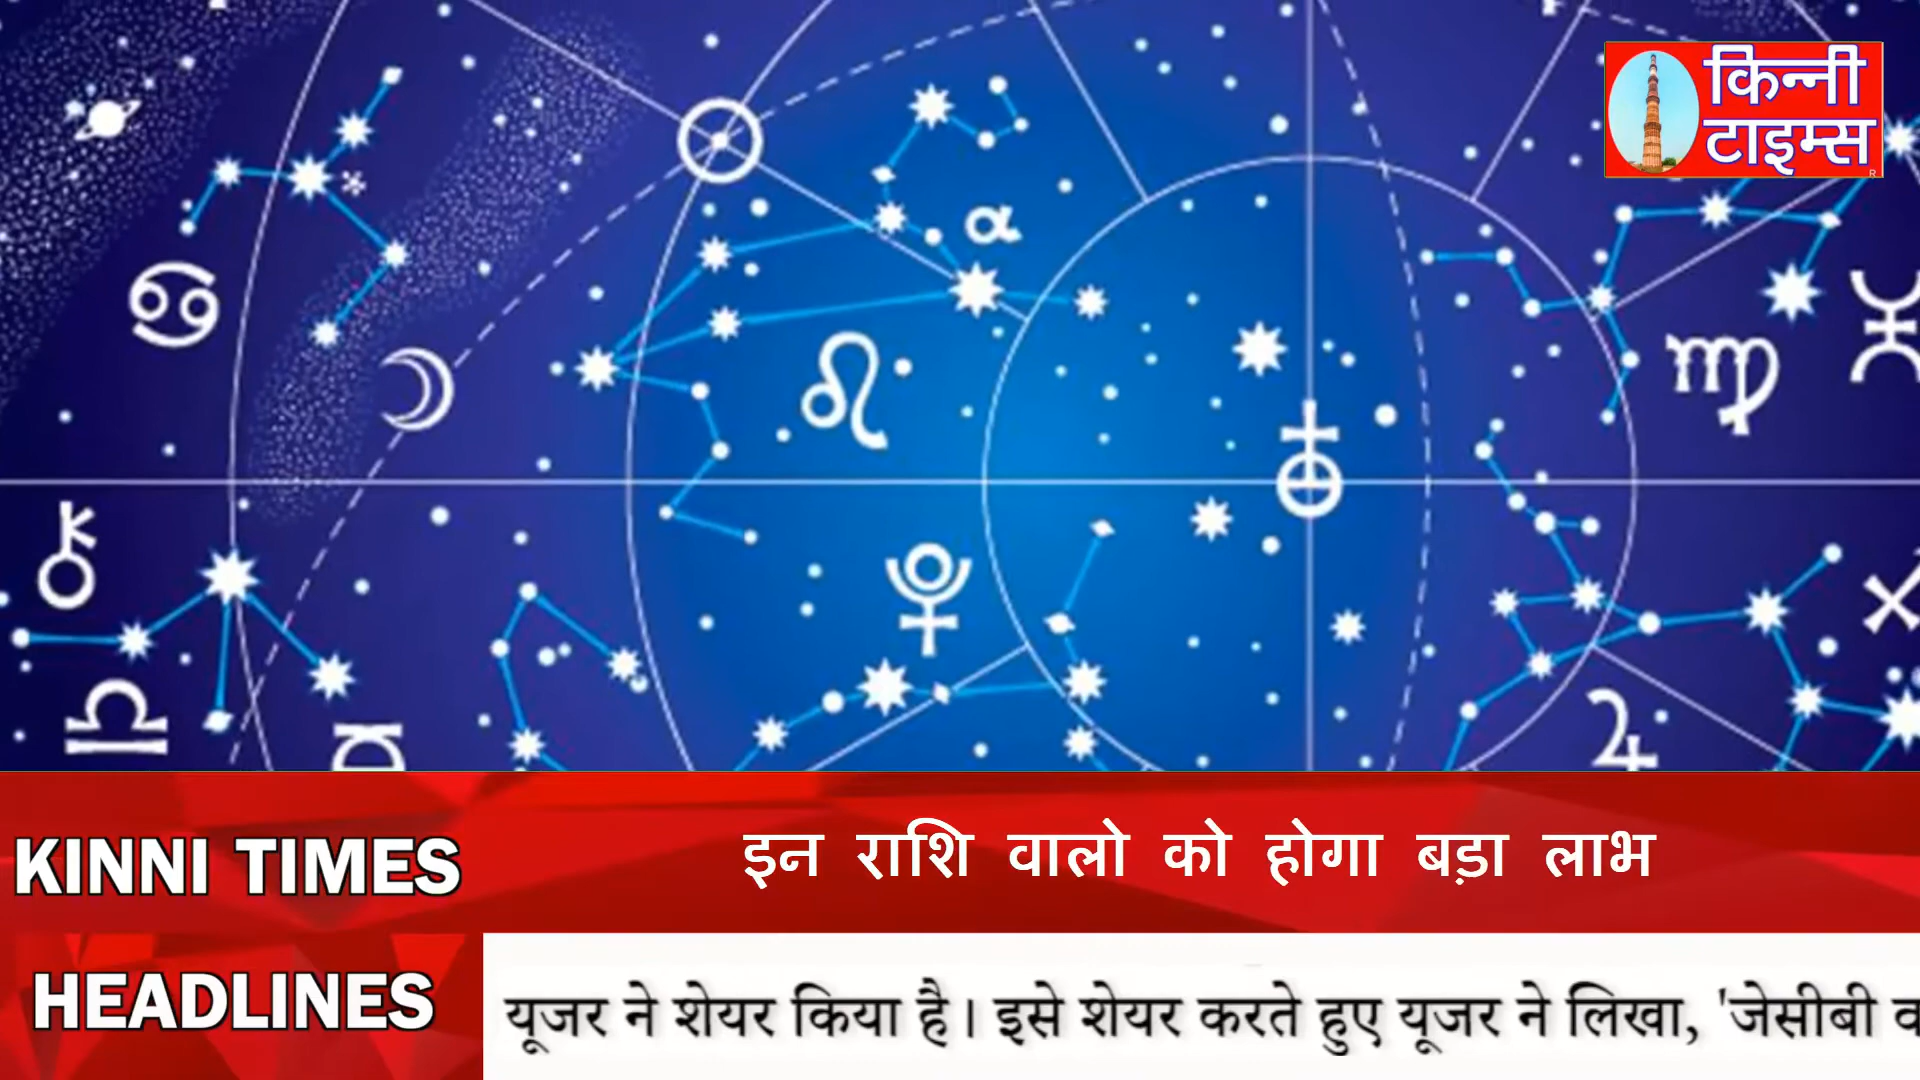 किन्नी
टाइम्स
R
α
KINNI TIMES
इन राशि वालो को होगा बड़ा लाभ
HEADLINES
यूजर ने शेयर किया है। इसे शेयर करते हुए यूजर ने लिखा, 'जेसीबी